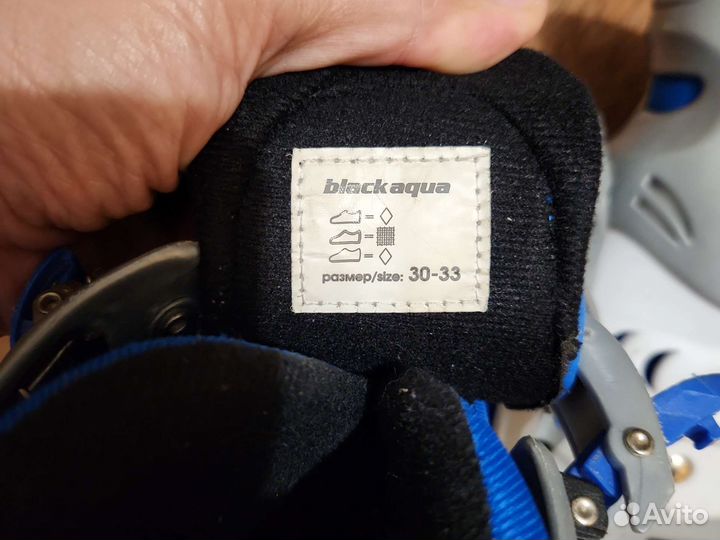 blackaqua
=
=
=
размер/size: 30-33
Avito